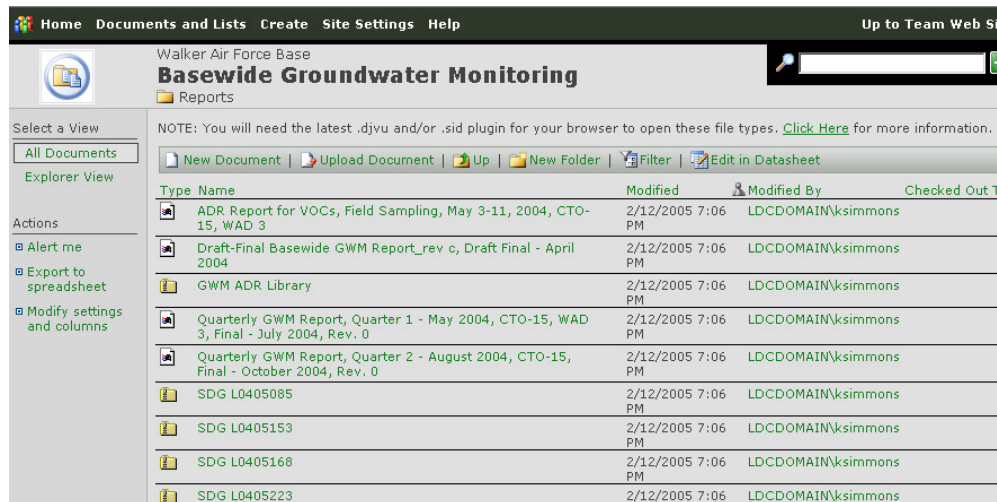 Home Documents and Lists Create Site Settings Help Up to Team Web Si
Walker Air Force Base
Basewide Groundwater Monitoring
Reports
Select a View
All Documents
Explorer View
Actions
Alert me
Export to
spreadsheet
Modify settings
and columns
NOTE: You will need the latest .djvu and/or .sid plugin for your browser to open these file types. Click Here for more information.
New Document | Upload Document | Up | New Folder | Filter | Edit in Datasheet
Type Name Modified Modified By Checked Out T
ADR Report for VOCs, Field Sampling, May 3-11, 2004, CTO- 2/12/2005 7:06 LDCDOMAIN\ksimmons
15, WAD 3 PM
Draft-Final Basewide GWM Report_rev c, Draft Final - April 2/12/2005 7:06 LDCDOMAIN\ksimmons
2004 PM
GWM ADR Library 2/12/2005 7:06 LDCDOMAIN\ksimmons
PM
Quarterly GWM Report, Quarter 1 - May 2004, CTO-15, WAD 2/12/2005 7:06 LDCDOMAIN\ksimmons
3, Final - July 2004, Rev. 0 PM
Quarterly GWM Report, Quarter 2 - August 2004, CTO-15, 2/12/2005 7:06 LDCDOMAIN\ksimmons
Final - October 2004, Rev. 0 PM
SDG L0405085 2/12/2005 7:06 LDCDOMAIN\ksimmons
PM
SDG L0405153 2/12/2005 7:06 LDCDOMAIN\ksimmons
PM
SDG L0405168 2/12/2005 7:06 LDCDOMAIN\ksimmons
PM
SDG L0405223 2/12/2005 7:06 LDCDOMAIN\ksimmons